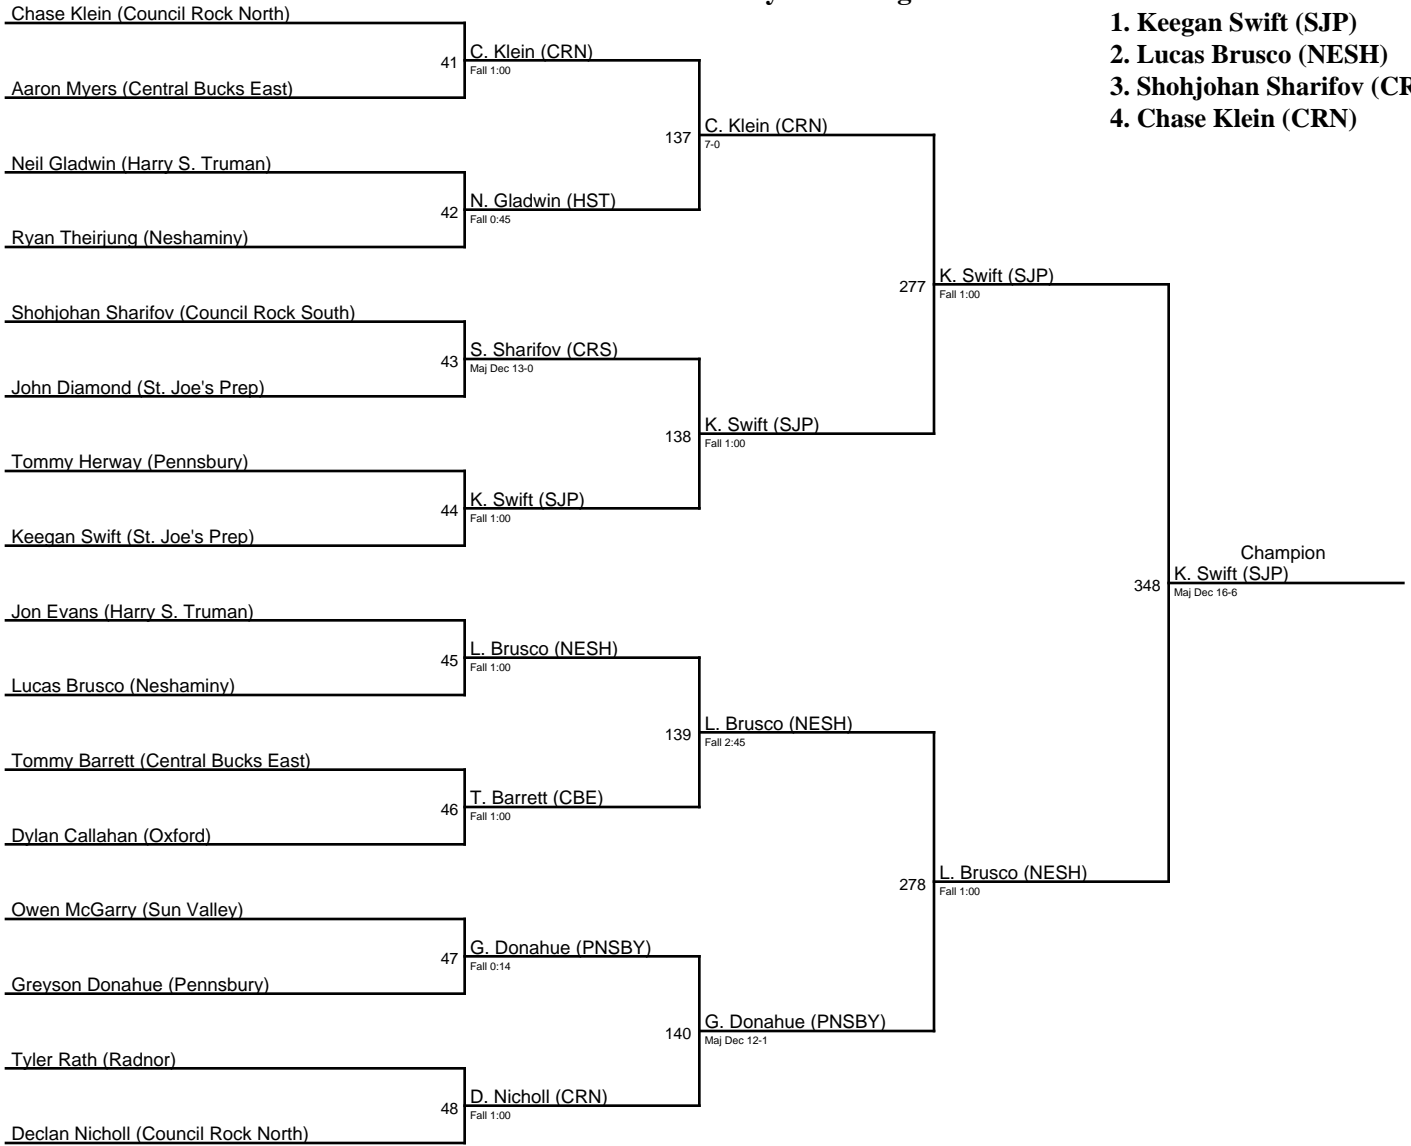 Chase Klein (Council Rock North)
1. Keegan Swift (SJP)
41
C. Klein (CRN)
Fall 1:00
2. Lucas Brusco (NESH)
Aaron Myers (Central Bucks East)
3. Shohjohan Sharifov (CR
4. Chase Klein (CRN)
137
C. Klein (CRN)
7-0
Neil Gladwin (Harry S. Truman)
42
N. Gladwin (HST)
Fall 0:45
Ryan Theirjung (Neshaminy)
277
K. Swift (SJP)
Fall 1:00
Shohjohan Sharifov (Council Rock South)
43
S. Sharifov (CRS)
Maj Dec 13-0
John Diamond (St. Joe's Prep)
138
K. Swift (SJP)
Fall 1:00
Tommy Herway (Pennsbury)
44
K. Swift (SJP)
Fall 1:00
Keegan Swift (St. Joe's Prep)
Champion
348
K. Swift (SJP)
Maj Dec 16-6
Jon Evans (Harry S. Truman)
45
L. Brusco (NESH)
Fall 1:00
Lucas Brusco (Neshaminy)
139
L. Brusco (NESH)
Fall 2:45
Tommy Barrett (Central Bucks East)
46
T. Barrett (CBE)
Fall 1:00
Dylan Callahan (Oxford)
278
L. Brusco (NESH)
Fall 1:00
Owen McGarry (Sun Valley)
47
G. Donahue (PNSBY)
Fall 0:14
Greyson Donahue (Pennsbury)
140
G. Donahue (PNSBY)
Maj Dec 12-1
Tyler Rath (Radnor)
48
D. Nicholl (CRN)
Fall 1:00
Declan Nicholl (Council Rock North)